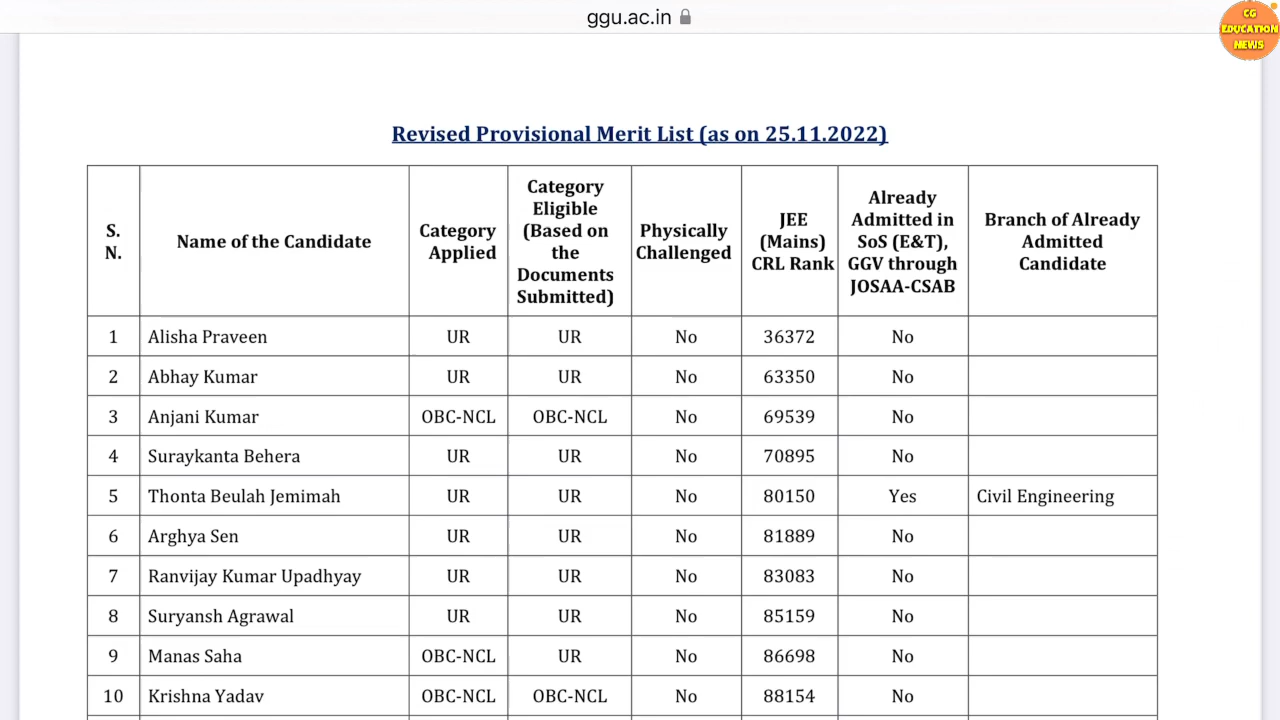 ggu.ac.in
CG
EDUCATION
NEWS
Revised Provisional Merit List (as on 25.11.2022)
S. N. Name of the Candidate Category Applied Category Eligible (Based on the Documents Submitted) Physically Challenged JEE (Mains) CRL Rank Already Admitted in SoS (E&T), GGV through JOSAA-CSAB Branch of Already Admitted Candidate
1 Alisha Praveen UR UR No 36372 No
2 Abhay Kumar UR UR No 63350 No
3 Anjani Kumar OBC-NCL OBC-NCL No 69539 No
4 Suraykanta Behera UR UR No 70895 No
5 Thonta Beulah Jemimah UR UR No 80150 Yes Civil Engineering
6 Arghya Sen UR UR No 81889 No
7 Ranvijay Kumar Upadhyay UR UR No 83083 No
8 Suryansh Agrawal UR UR No 85159 No
9 Manas Saha OBC-NCL UR No 86698 No
10 Krishna Yadav OBC-NCL OBC-NCL No 88154 No